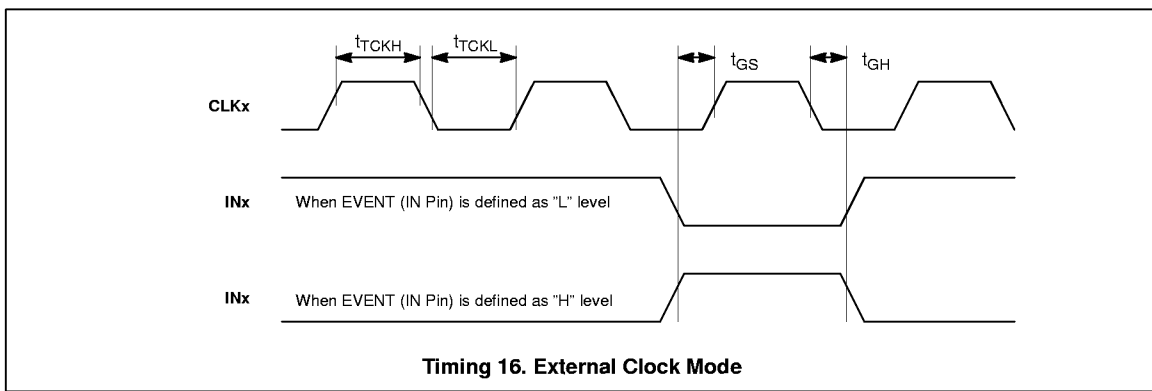 tTCKH tTCKL tGS tGH
CLKx
INx When EVENT (IN Pin) is defined as "L" level
INx When EVENT (IN Pin) is defined as "H" level
Timing 16. External Clock Mode